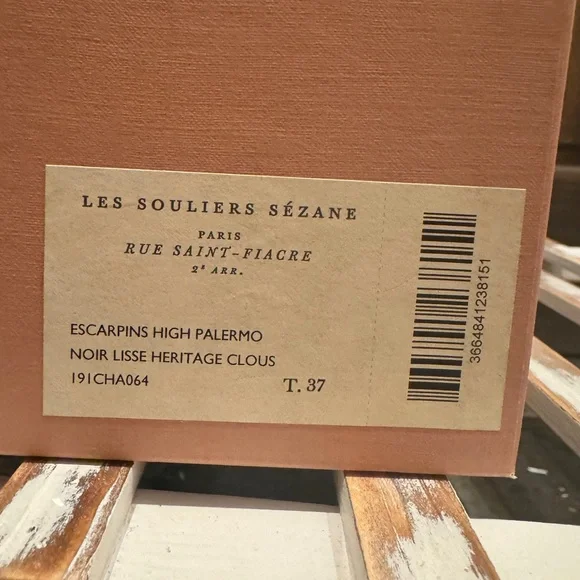 LES SOULIERS SÉZANE
PARIS
RUE SAINT-FIACRE
2ᴱ ARR.
ESCARPINS HIGH PALERMO
NOIR LISSE HERITAGE CLOUS
191CHA064
T. 37
3664841238151